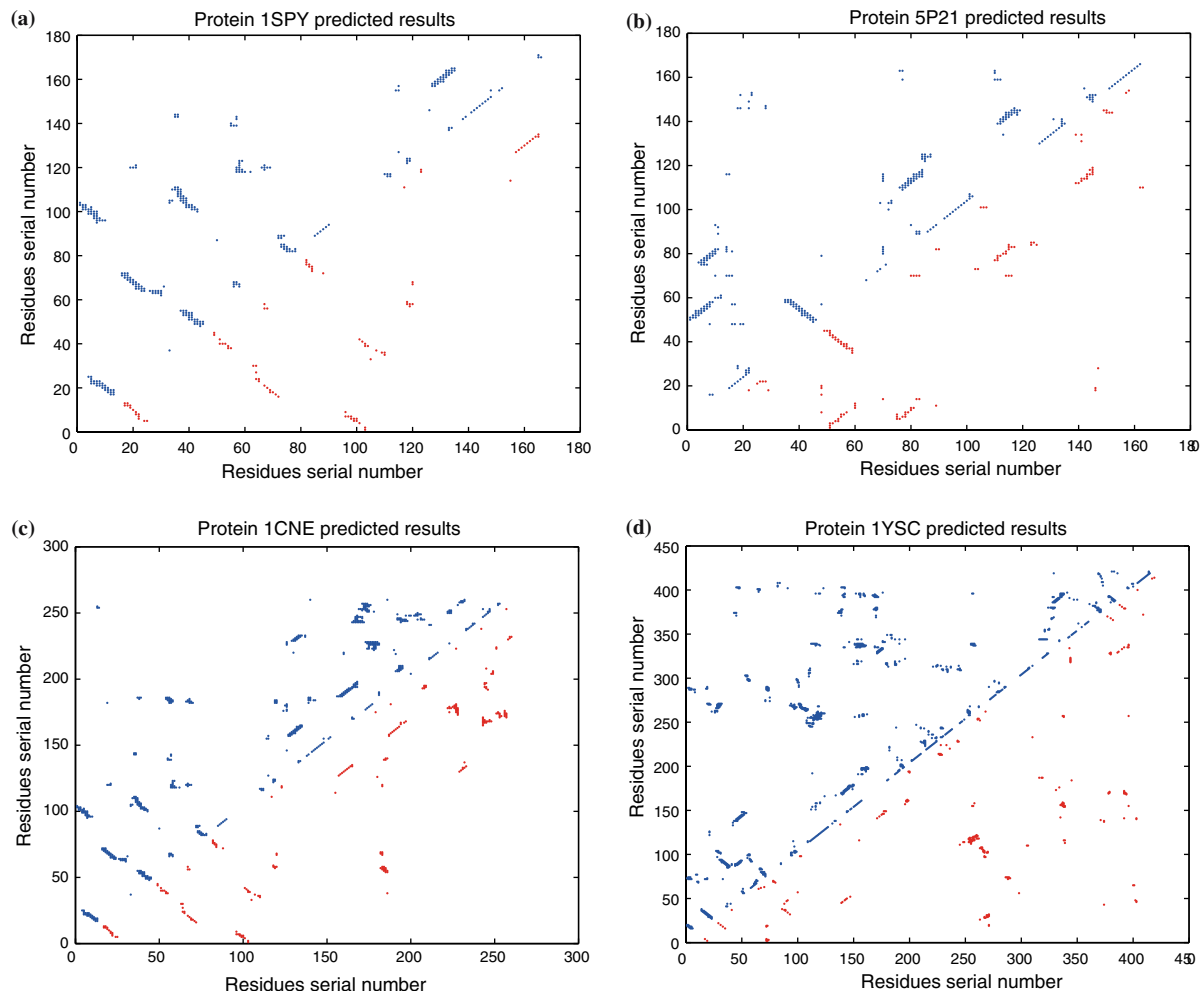 (a)
Protein 1SPY predicted results
180
160
140
120
100
80
60
40
20
0
Residues serial number
0 20 40 60 80 100 120 140 160 180
Residues serial number
(b)
Protein 5P21 predicted results
180
160
140
120
100
80
60
40
20
0
Residues serial number
0 20 40 60 80 100 120 140 160 180
Residues serial number
(c)
Protein 1CNE predicted results
300
250
200
150
100
50
0
Residues serial number
0 50 100 150 200 250 300
Residues serial number
(d)
Protein 1YSC predicted results
450
400
350
300
250
200
150
100
50
0
Residues serial number
0 50 100 150 200 250 300 350 400 450
Residues serial number